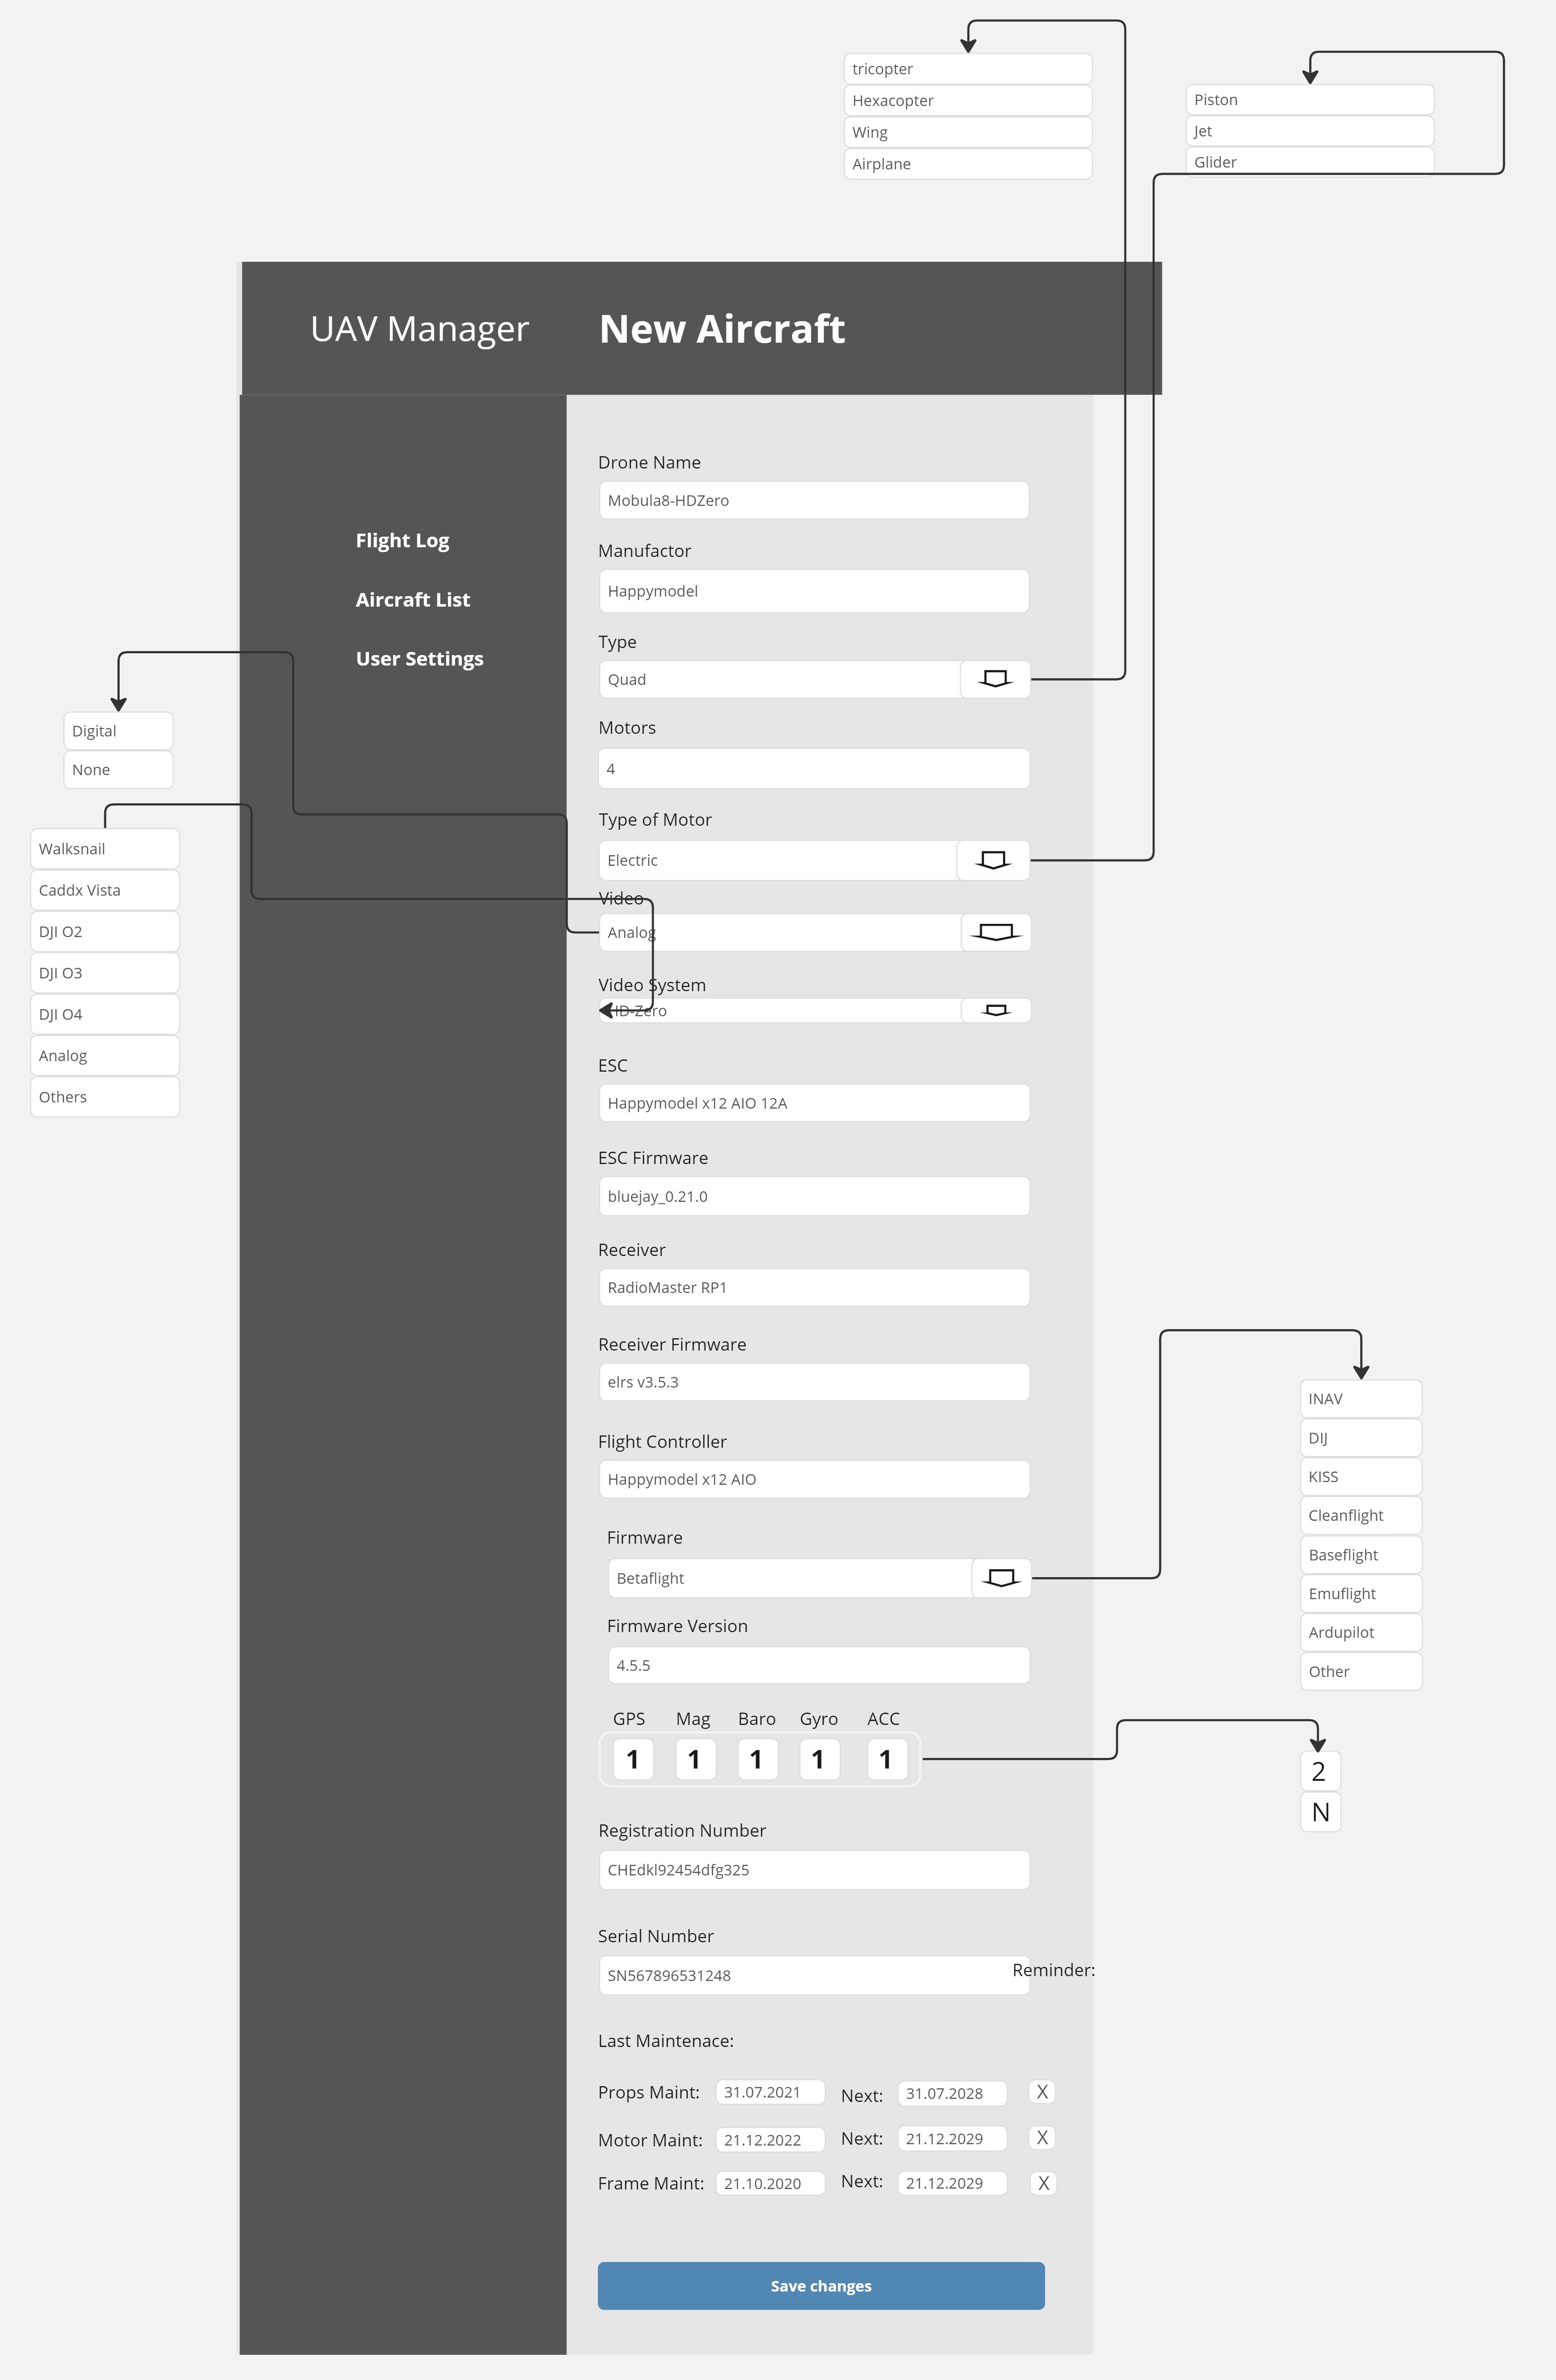 tricopter
Hexacopter
Wing
Airplane
Piston
Jet
Glider
UAV Manager
New Aircraft
Flight Log
Aircraft List
User Settings
Digital
None
Walksnail
Caddx Vista
DJI O2
DJI O3
DJI O4
Analog
Others
Drone Name
Mobula8-HDZero
Manufactor
Happymodel
Type
Quad
Motors
4
Type of Motor
Electric
Video
Analog
Video System
HD-Zero
ESC
Happymodel x12 AIO 12A
ESC Firmware
bluejay_0.21.0
Receiver
RadioMaster RP1
Receiver Firmware
elrs v3.5.3
Flight Controller
Happymodel x12 AIO
Firmware
Betaflight
Firmware Version
4.5.5
INAV
DIJ
KISS
Cleanflight
Baseflight
Emuflight
Ardupilot
Other
GPS Mag Baro Gyro ACC
1 1 1 1 1
2
N
Registration Number
CHEdkl92454dfg325
Serial Number
SN567896531248
Reminder:
Last Maintenace:
Props Maint: 31.07.2021 Next: 31.07.2028 X
Motor Maint: 21.12.2022 Next: 21.12.2029 X
Frame Maint: 21.10.2020 Next: 21.12.2029 X
Save changes